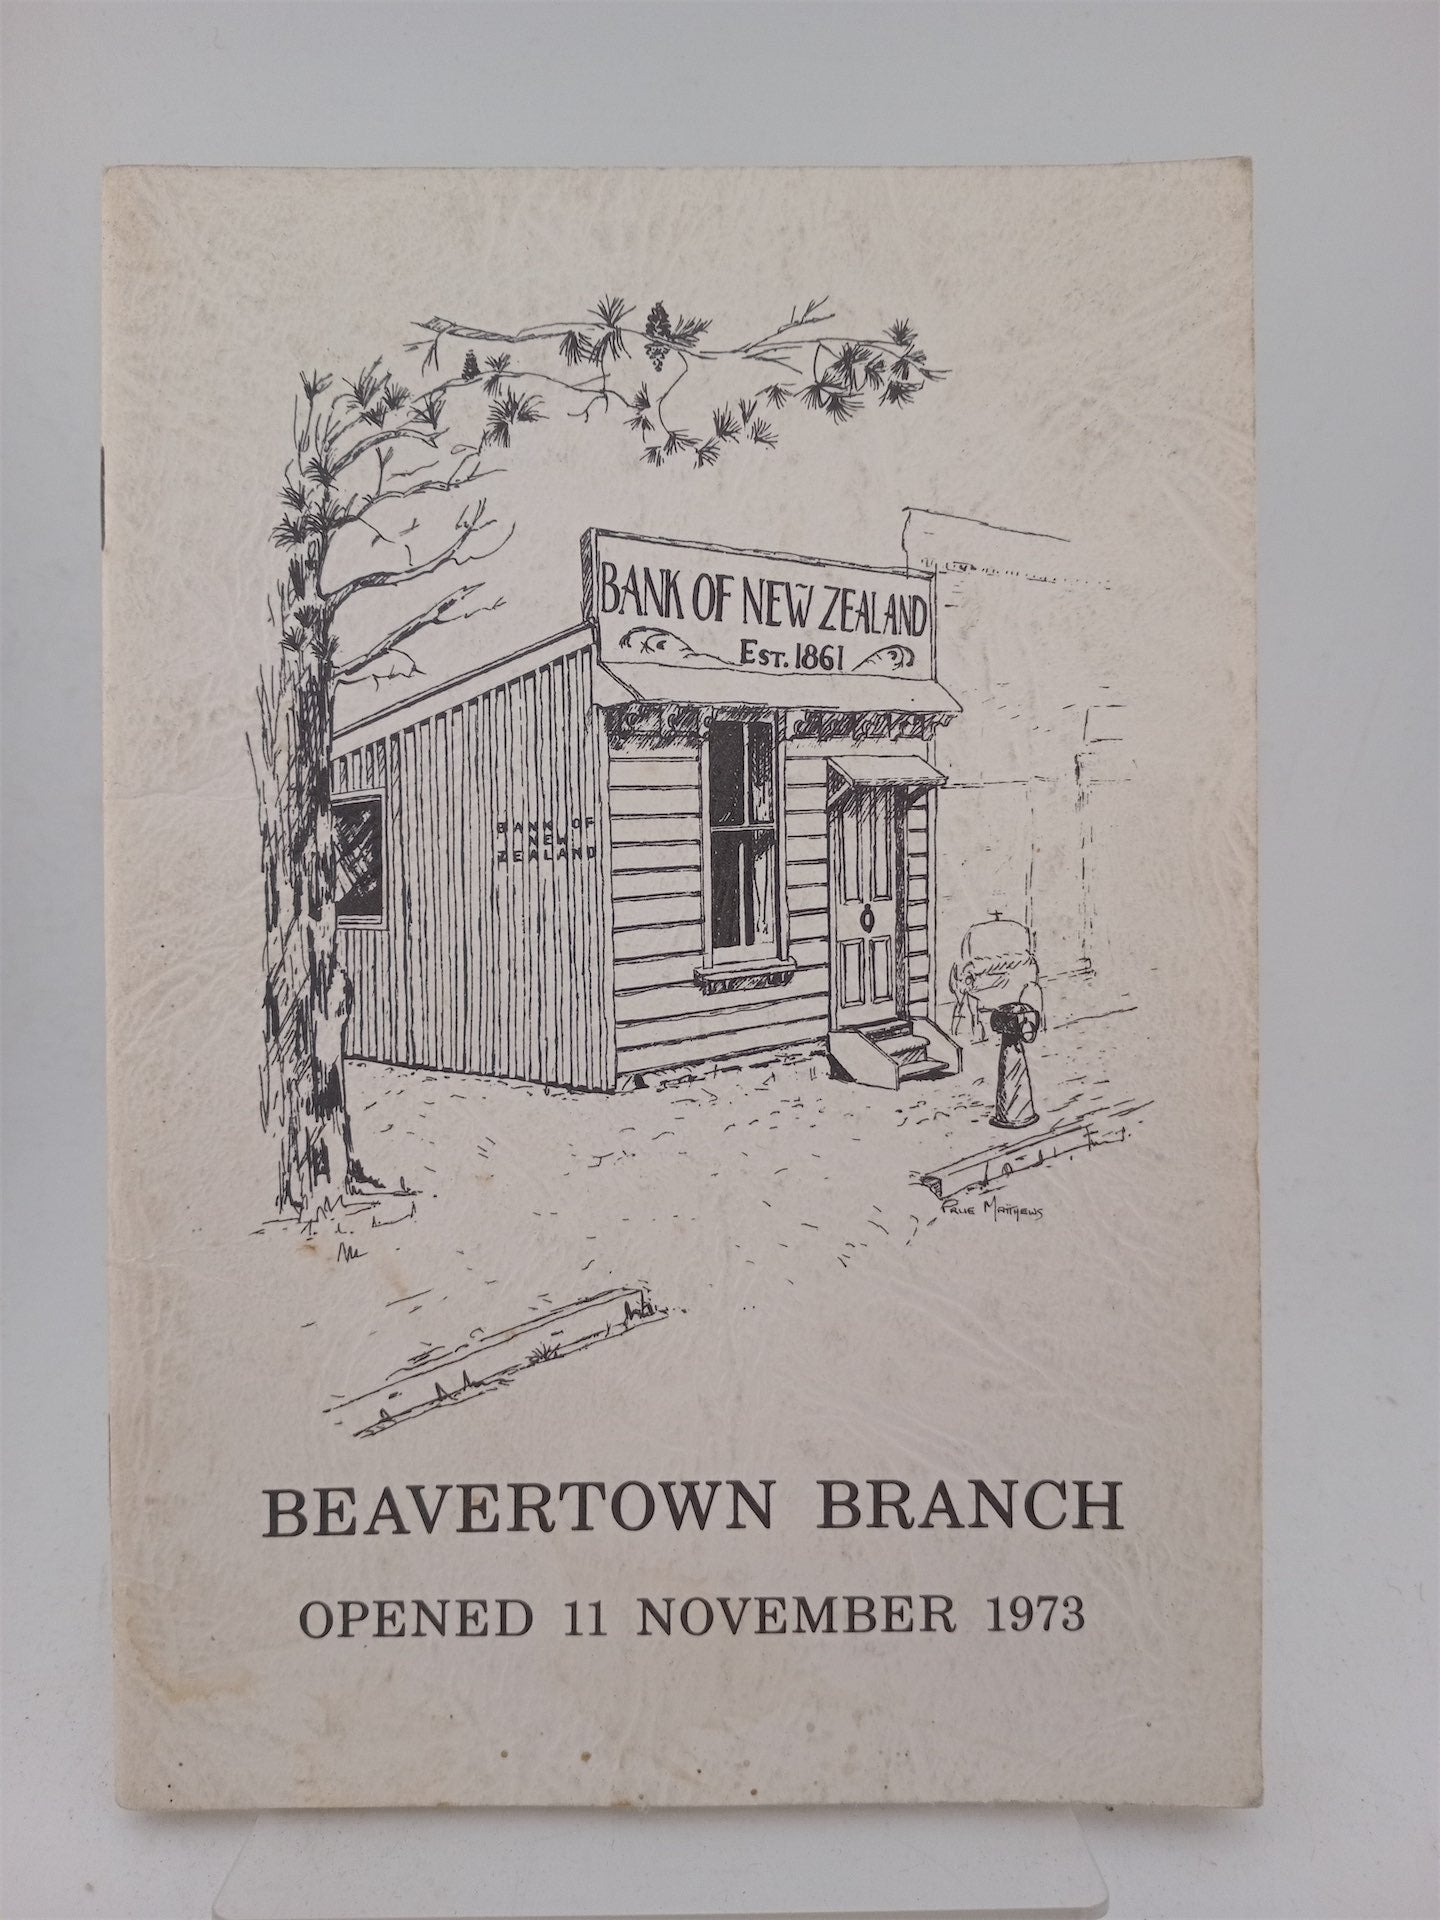 BANK OF NEW ZEALAND
EST. 1861
BANK OF
NEW
ZEALAND
PRUE MATTHEWS
BEAVERTOWN BRANCH
OPENED 11 NOVEMBER 1973